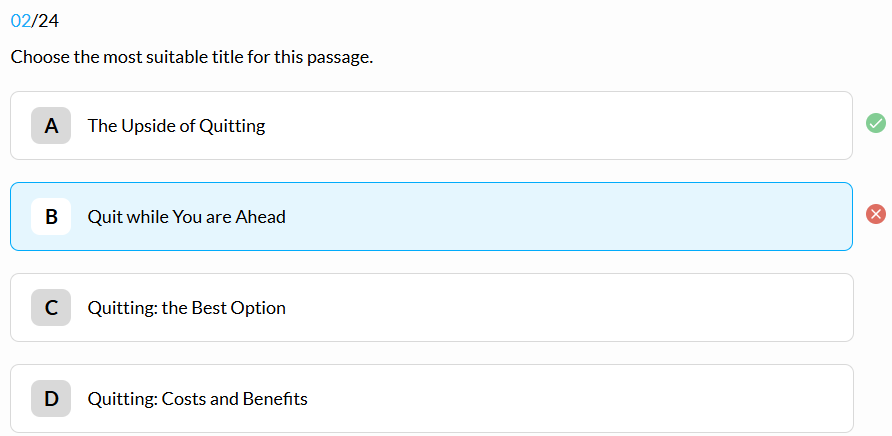 02/24
Choose the most suitable title for this passage.
A The Upside of Quitting
B Quit while You are Ahead
C Quitting: the Best Option
D Quitting: Costs and Benefits